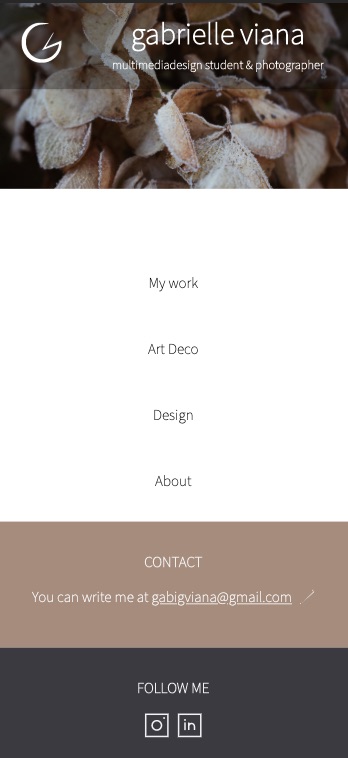 gabrielle viana
multimediadesign student & photographer
My work
Art Deco
Design
About
CONTACT
You can write me at gabigviana@gmail.com
FOLLOW ME
in